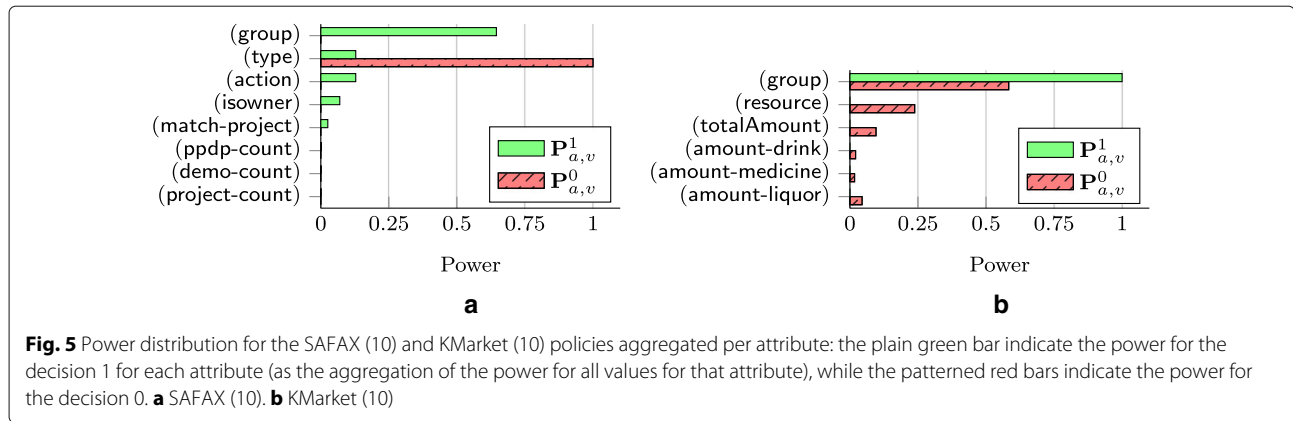 (group)
(type)
(action)
(isowner)
(match-project)
(ppdp-count)
(demo-count)
(project-count)
P¹ₐ,ᵥ
P⁰ₐ,ᵥ
0 0.25 0.5 0.75 1
Power
a
(group)
(resource)
(totalAmount)
(amount-drink)
(amount-medicine)
(amount-liquor)
P¹ₐ,ᵥ
P⁰ₐ,ᵥ
0 0.25 0.5 0.75 1
Power
b
Fig. 5 Power distribution for the SAFAX (10) and KMarket (10) policies aggregated per attribute: the plain green bar indicate the power for the
decision 1 for each attribute (as the aggregation of the power for all values for that attribute), while the patterned red bars indicate the power for
the decision 0. a SAFAX (10). b KMarket (10)